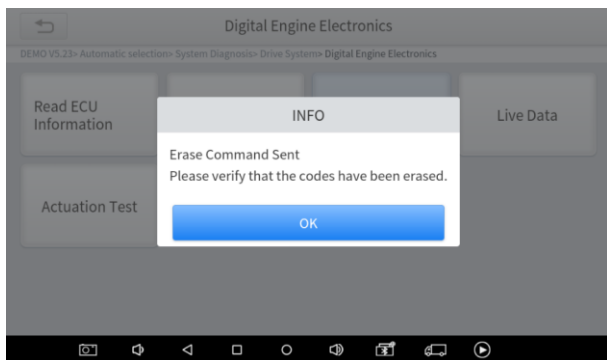 Digital Engine Electronics
DEMO V5.23> Automatic selection> System Diagnosis> Drive System> Digital Engine Electronics
Read ECU
Information
Live Data
INFO
Erase Command Sent
Please verify that the codes have been erased.
OK
Actuation Test